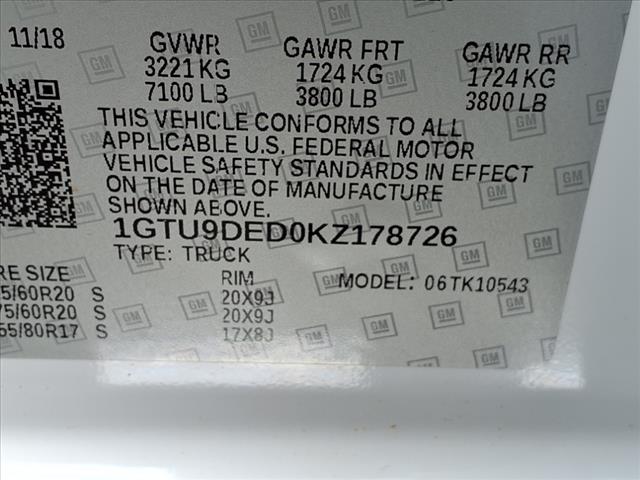 11/18 GVWR GAWR FRT GAWR RR
3221 KG 1724 KG 1724 KG
7100 LB 3800 LB 3800 LB
THIS VEHICLE CONFORMS TO ALL
APPLICABLE U.S. FEDERAL MOTOR
VEHICLE SAFETY STANDARDS IN EFFECT
ON THE DATE OF MANUFACTURE
SHOWN ABOVE.
1GTU9DED0KZ178726
TYPE: TRUCK MODEL: 06TK10543
RE SIZE RIM
5/60R20 S 20X9J
75/60R20 S 20X9J
55/80R17 S 17X8J
GM